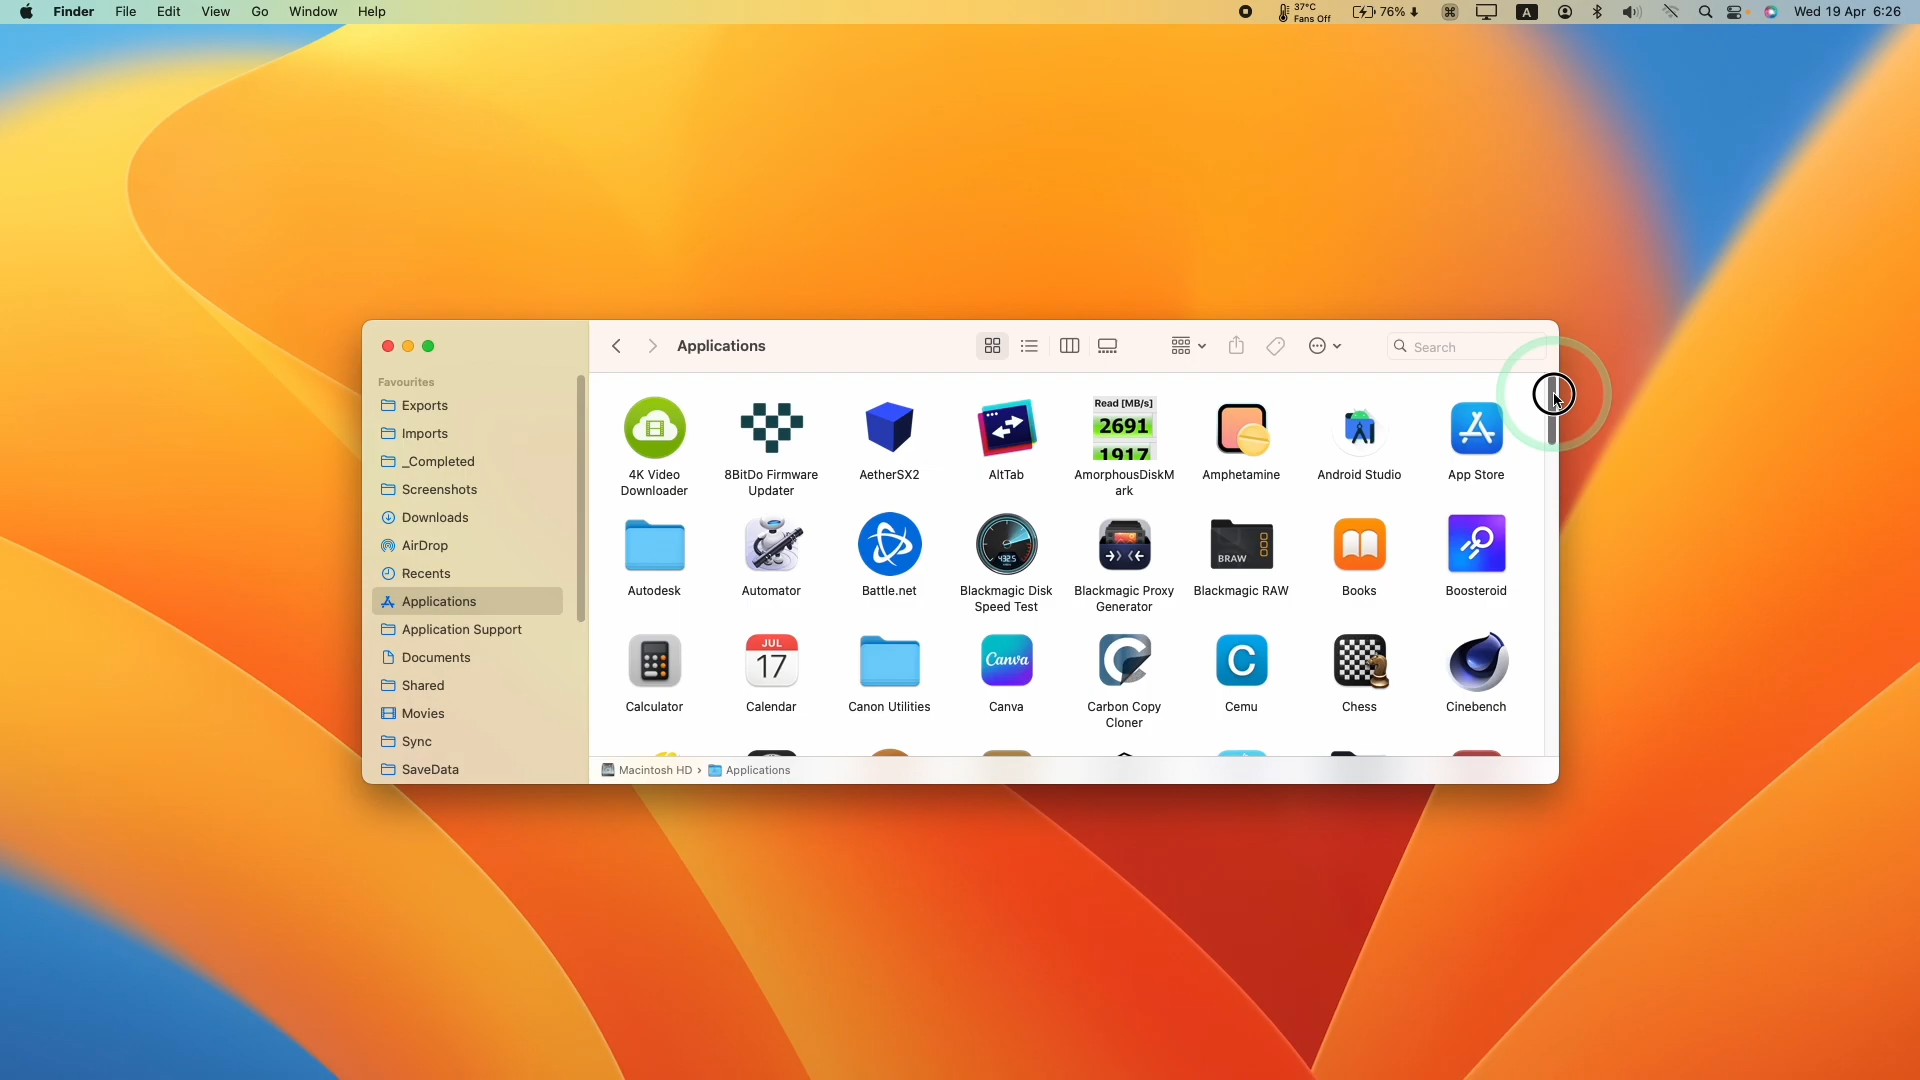 Finder File Edit View Go Window Help
37°C
Fans Off
76%
A
Wed 19 Apr 6:26
Applications
Search
Favourites
Exports
Imports
_Completed
Screenshots
Downloads
AirDrop
Recents
Applications
Application Support
Documents
Shared
Movies
Sync
SaveData
Read [MB/s]
2691
1917
4K Video
Downloader
8BitDo Firmware
Updater
AetherSX2
AltTab
AmorphousDiskM
ark
Amphetamine
Android Studio
App Store
4325
BRAW
Autodesk
Automator
Battle.net
Blackmagic Disk
Speed Test
Blackmagic Proxy
Generator
Blackmagic RAW
Books
Boosteroid
JUL
17
Canva
C
Calculator
Calendar
Canon Utilities
Canva
Carbon Copy
Cloner
Cemu
Chess
Cinebench
Macintosh HD › Applications